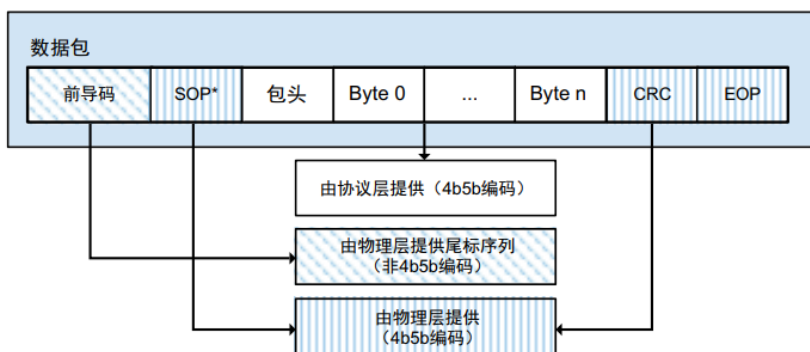 数据包
前导码 SOP* 包头 Byte 0 ... Byte n CRC EOP
由协议层提供（4b5b编码）
由物理层提供尾标序列
（非4b5b编码）
由物理层提供
（4b5b编码）